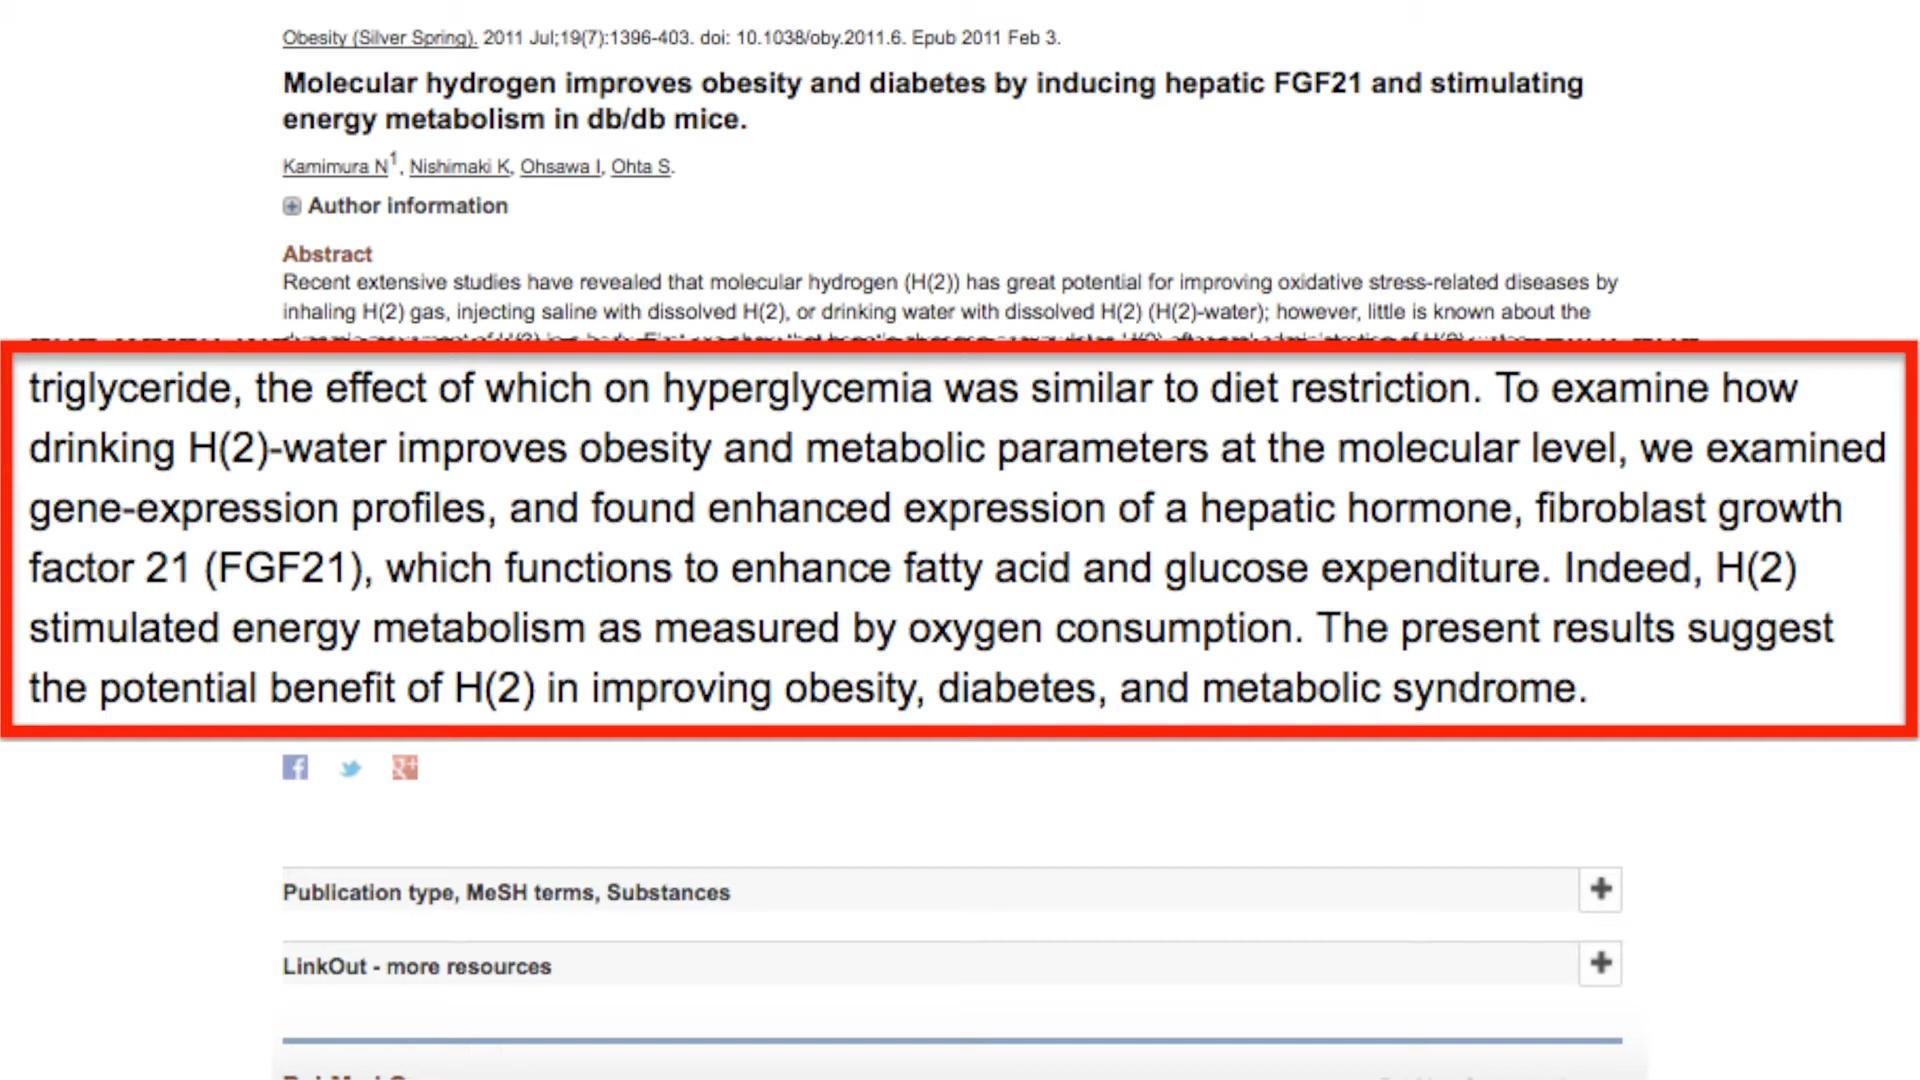 Obesity (Silver Spring). 2011 Jul;19(7):1396-403. doi: 10.1038/oby.2011.6. Epub 2011 Feb 3.
Molecular hydrogen improves obesity and diabetes by inducing hepatic FGF21 and stimulating
energy metabolism in db/db mice.
Kamimura N1, Nishimaki K, Ohsawa I, Ohta S.
Author information
Abstract
Recent extensive studies have revealed that molecular hydrogen (H(2)) has great potential for improving oxidative stress-related diseases by
inhaling H(2) gas, injecting saline with dissolved H(2), or drinking water with dissolved H(2) (H(2)-water); however, little is known about the
triglyceride, the effect of which on hyperglycemia was similar to diet restriction. To examine how
drinking H(2)-water improves obesity and metabolic parameters at the molecular level, we examined
gene-expression profiles, and found enhanced expression of a hepatic hormone, fibroblast growth
factor 21 (FGF21), which functions to enhance fatty acid and glucose expenditure. Indeed, H(2)
stimulated energy metabolism as measured by oxygen consumption. The present results suggest
the potential benefit of H(2) in improving obesity, diabetes, and metabolic syndrome.
Publication type, MeSH terms, Substances
LinkOut - more resources